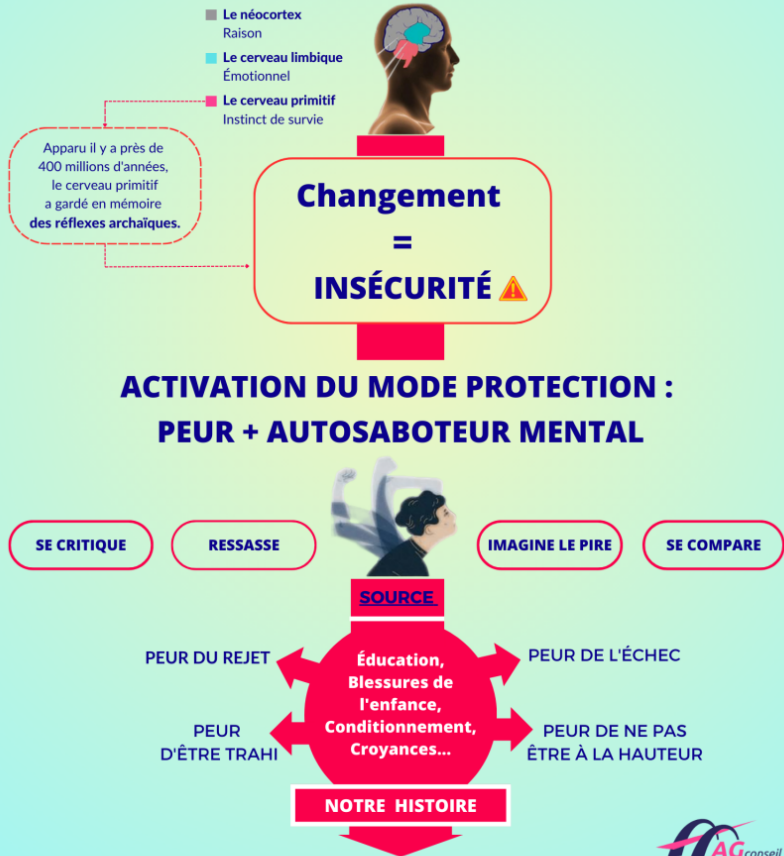 Le néocortex
Raison
Le cerveau limbique
Émotionnel
Le cerveau primitif
Instinct de survie
Apparu il y a près de
400 millions d'années,
le cerveau primitif
a gardé en mémoire
des réflexes archaïques.
Changement
=
INSÉCURITÉ
ACTIVATION DU MODE PROTECTION :
PEUR + AUTOSABOTEUR MENTAL
SE CRITIQUE
RESSASSE
IMAGINE LE PIRE
SE COMPARE
SOURCE
PEUR DU REJET
Éducation,
Blessures de
l'enfance,
Conditionnement,
Croyances...
PEUR DE L'ÉCHEC
PEUR
D'ÊTRE TRAHI
PEUR DE NE PAS
ÊTRE À LA HAUTEUR
NOTRE HISTOIRE
AG conseil